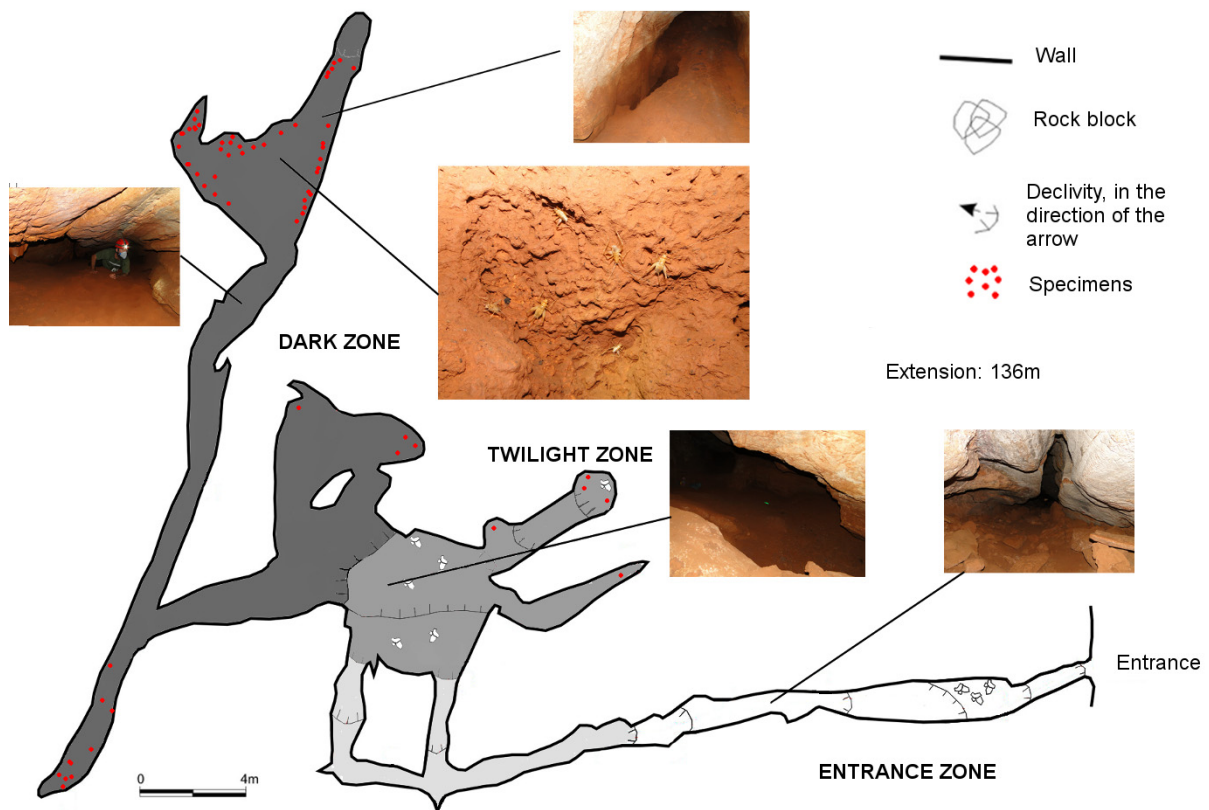 Wall
Rock block
Declivity, in the
direction of the
arrow
Specimens
DARK ZONE
Extension: 136m
TWILIGHT ZONE
Entrance
ENTRANCE ZONE
0 4m